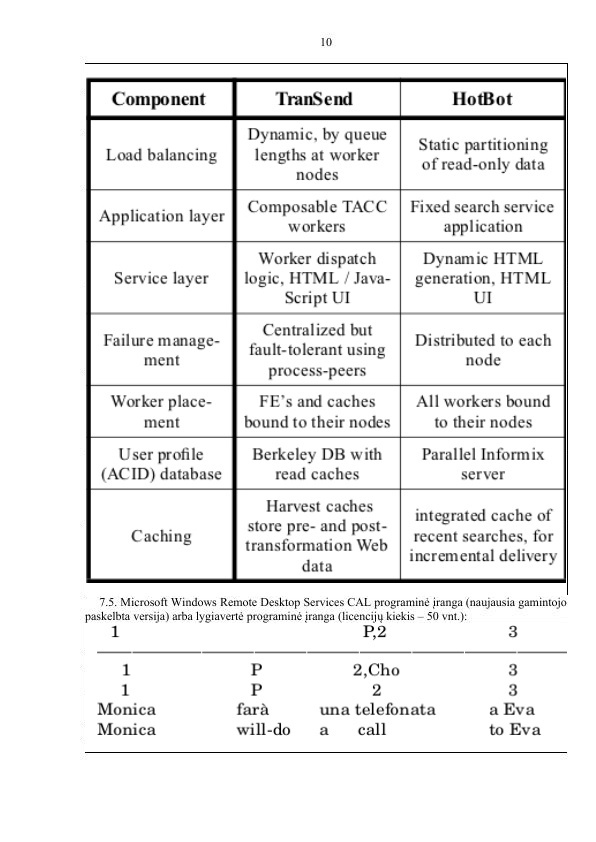 10
Component TranSend HotBot
Load balancing
Dynamic, by queue
lengths at worker
nodes
Static partitioning
of read-only data
Application layer
Composable TACC
workers
Fixed search service
application
Service layer
Worker dispatch
logic, HTML / Java-
Script UI
Dynamic HTML
generation, HTML
UI
Failure manage-
ment
Centralized but
fault-tolerant using
process-peers
Distributed to each
node
Worker place-
ment
FE's and caches
bound to their nodes
All workers bound
to their nodes
User profile
(ACID) database
Berkeley DB with
read caches
Parallel Informix
server
Caching
Harvest caches
store pre- and post-
transformation Web
data
integrated cache of
recent searches, for
incremental delivery
7.5. Microsoft Windows Remote Desktop Services CAL programinė įranga (naujausia gamintojo
paskelbta versija) arba lygiavertė programinė įranga (licencijų kiekis – 50 vnt.):
1 P,2 3
1 P 2,Cho 3
1 P 2 3
Monica farà una telefonata a Eva
Monica will-do a call to Eva